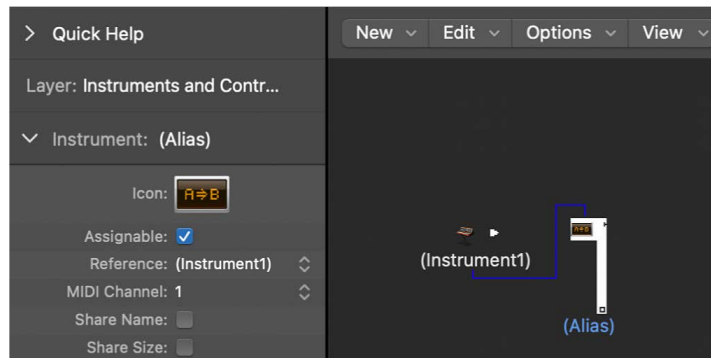 Quick Help
Layer: Instruments and Contr...
Instrument: (Alias)
Icon: A⇒B
Assignable:
Reference: (Instrument1)
MIDI Channel: 1
Share Name:
Share Size:
New Edit Options View
A⇒B
(Instrument1)
(Alias)